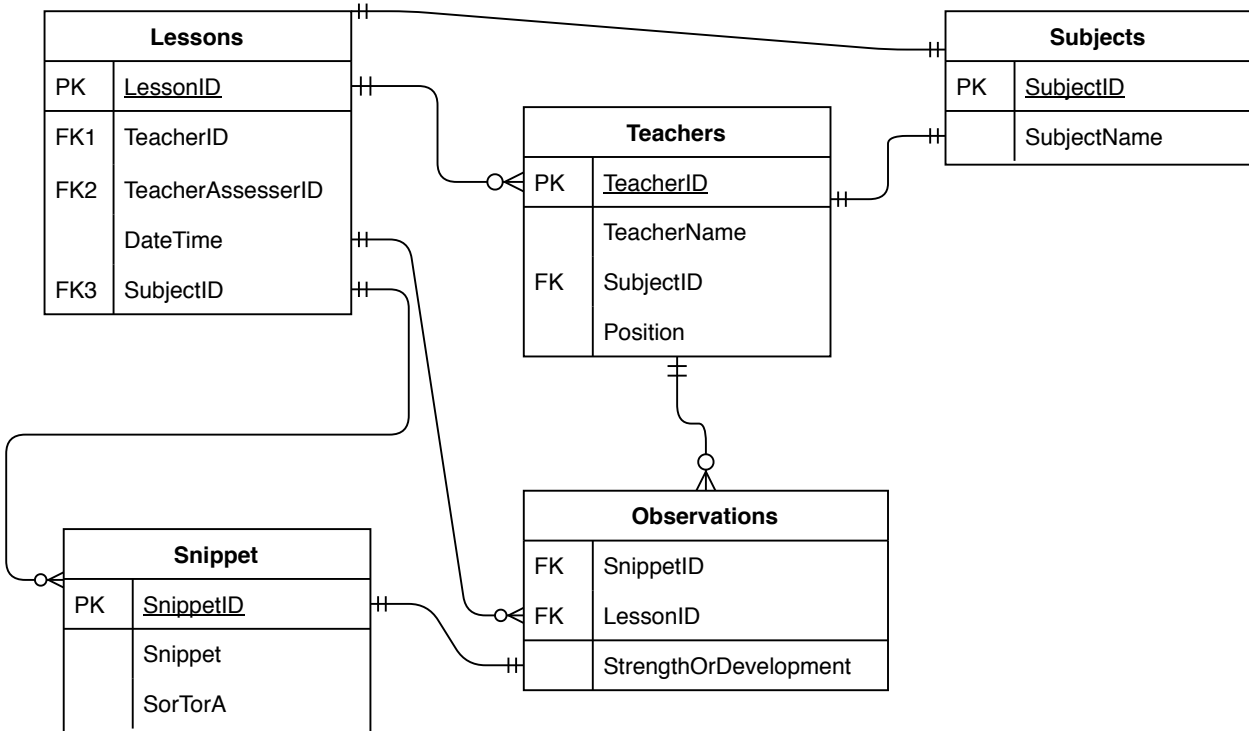 Lessons
PK LessonID
FK1 TeacherID
FK2 TeacherAssesserID
DateTime
FK3 SubjectID
Subjects
PK SubjectID
SubjectName
Teachers
PK TeacherID
TeacherName
FK SubjectID
Position
Observations
FK SnippetID
FK LessonID
StrengthOrDevelopment
Snippet
PK SnippetID
Snippet
SorTorA